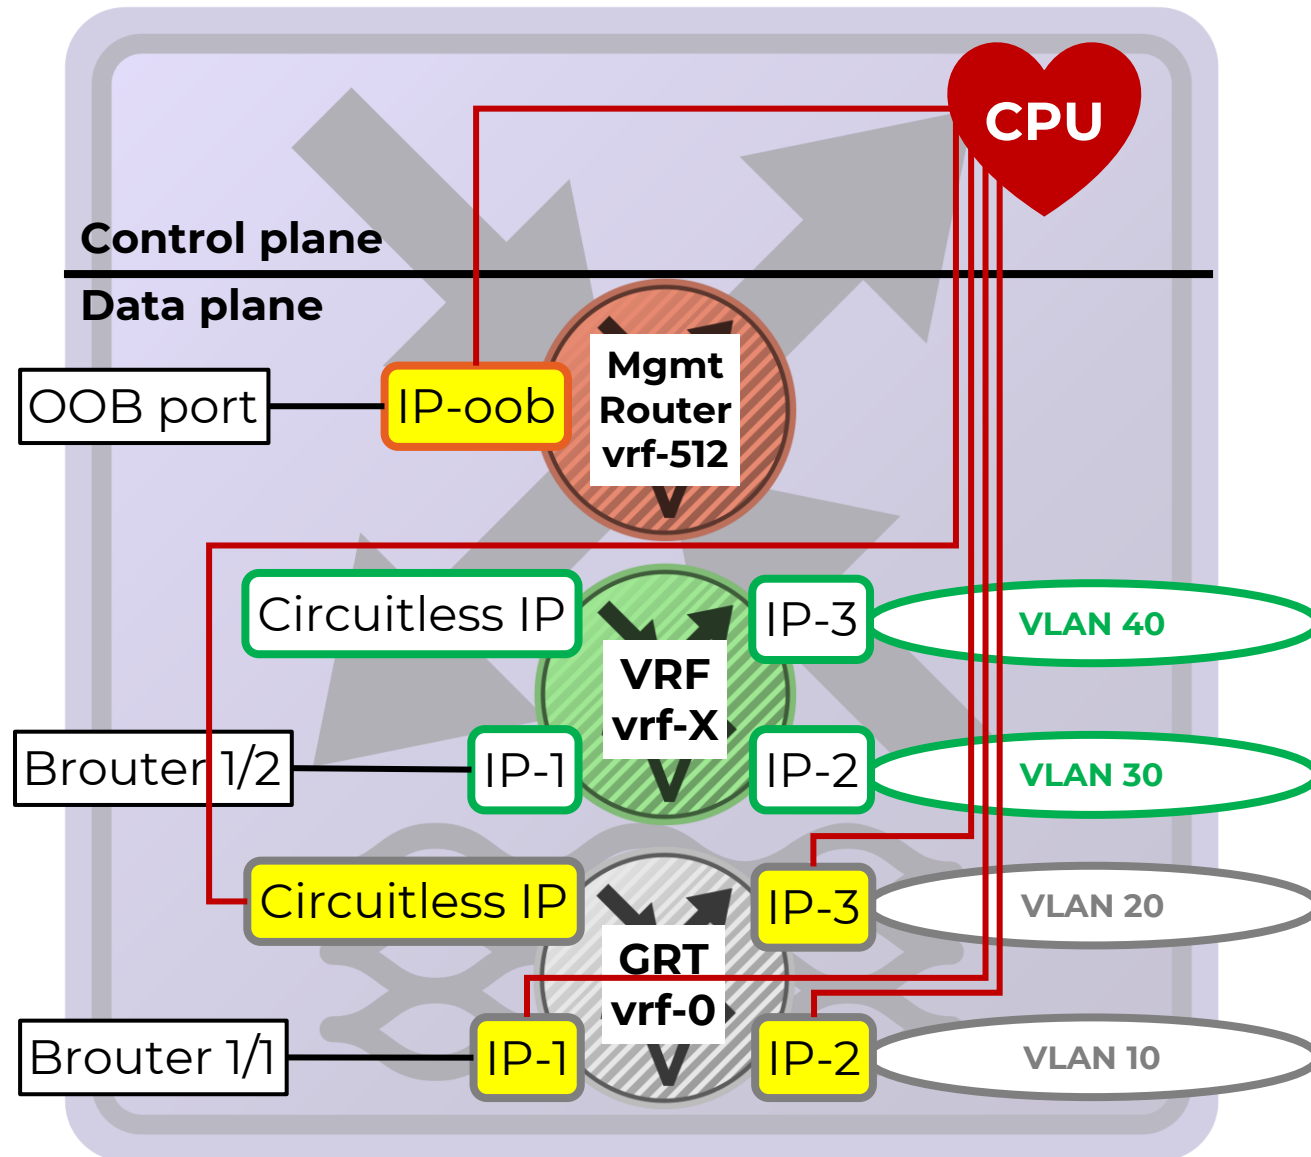 CPU
Control plane
Data plane
OOB port
IP-oob
Mgmt
Router
vrf-512
Circuitless IP
IP-3
VLAN 40
VRF
vrf-X
Brouter 1/2
IP-1
IP-2
VLAN 30
Circuitless IP
IP-3
VLAN 20
GRT
vrf-0
Brouter 1/1
IP-1
IP-2
VLAN 10